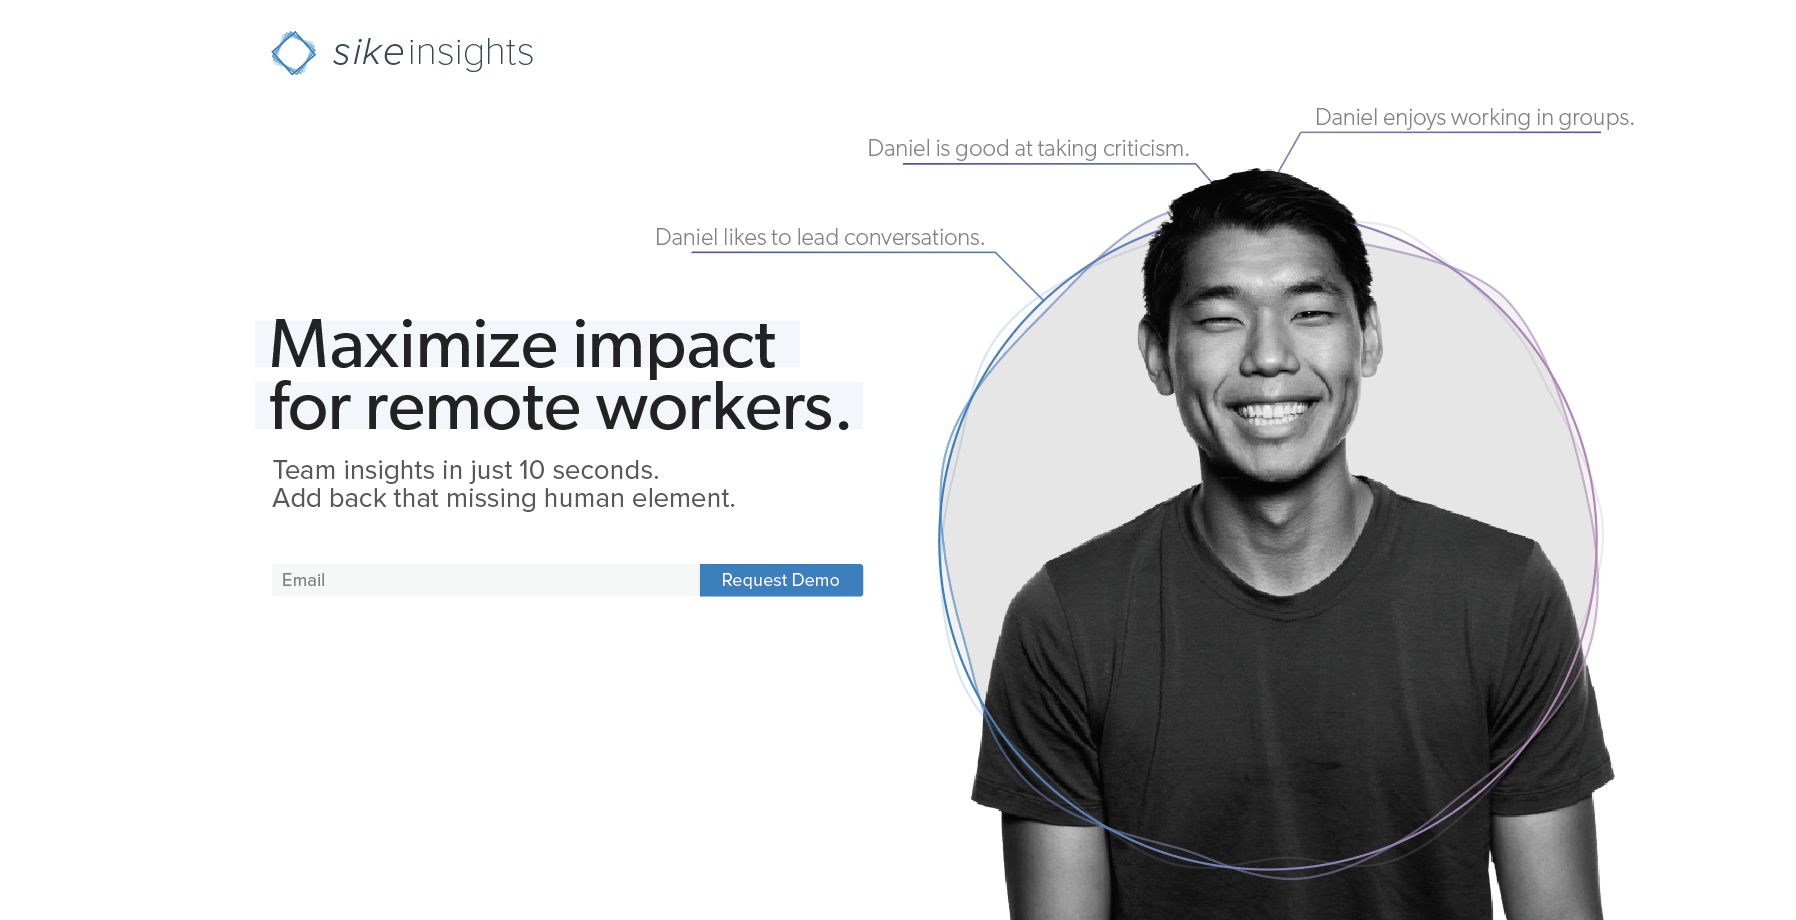 sikeinsights
Daniel enjoys working in groups.
Daniel is good at taking criticism.
Daniel likes to lead conversations.
Maximize impact
for remote workers.
Team insights in just 10 seconds.
Add back that missing human element.
Email
Request Demo